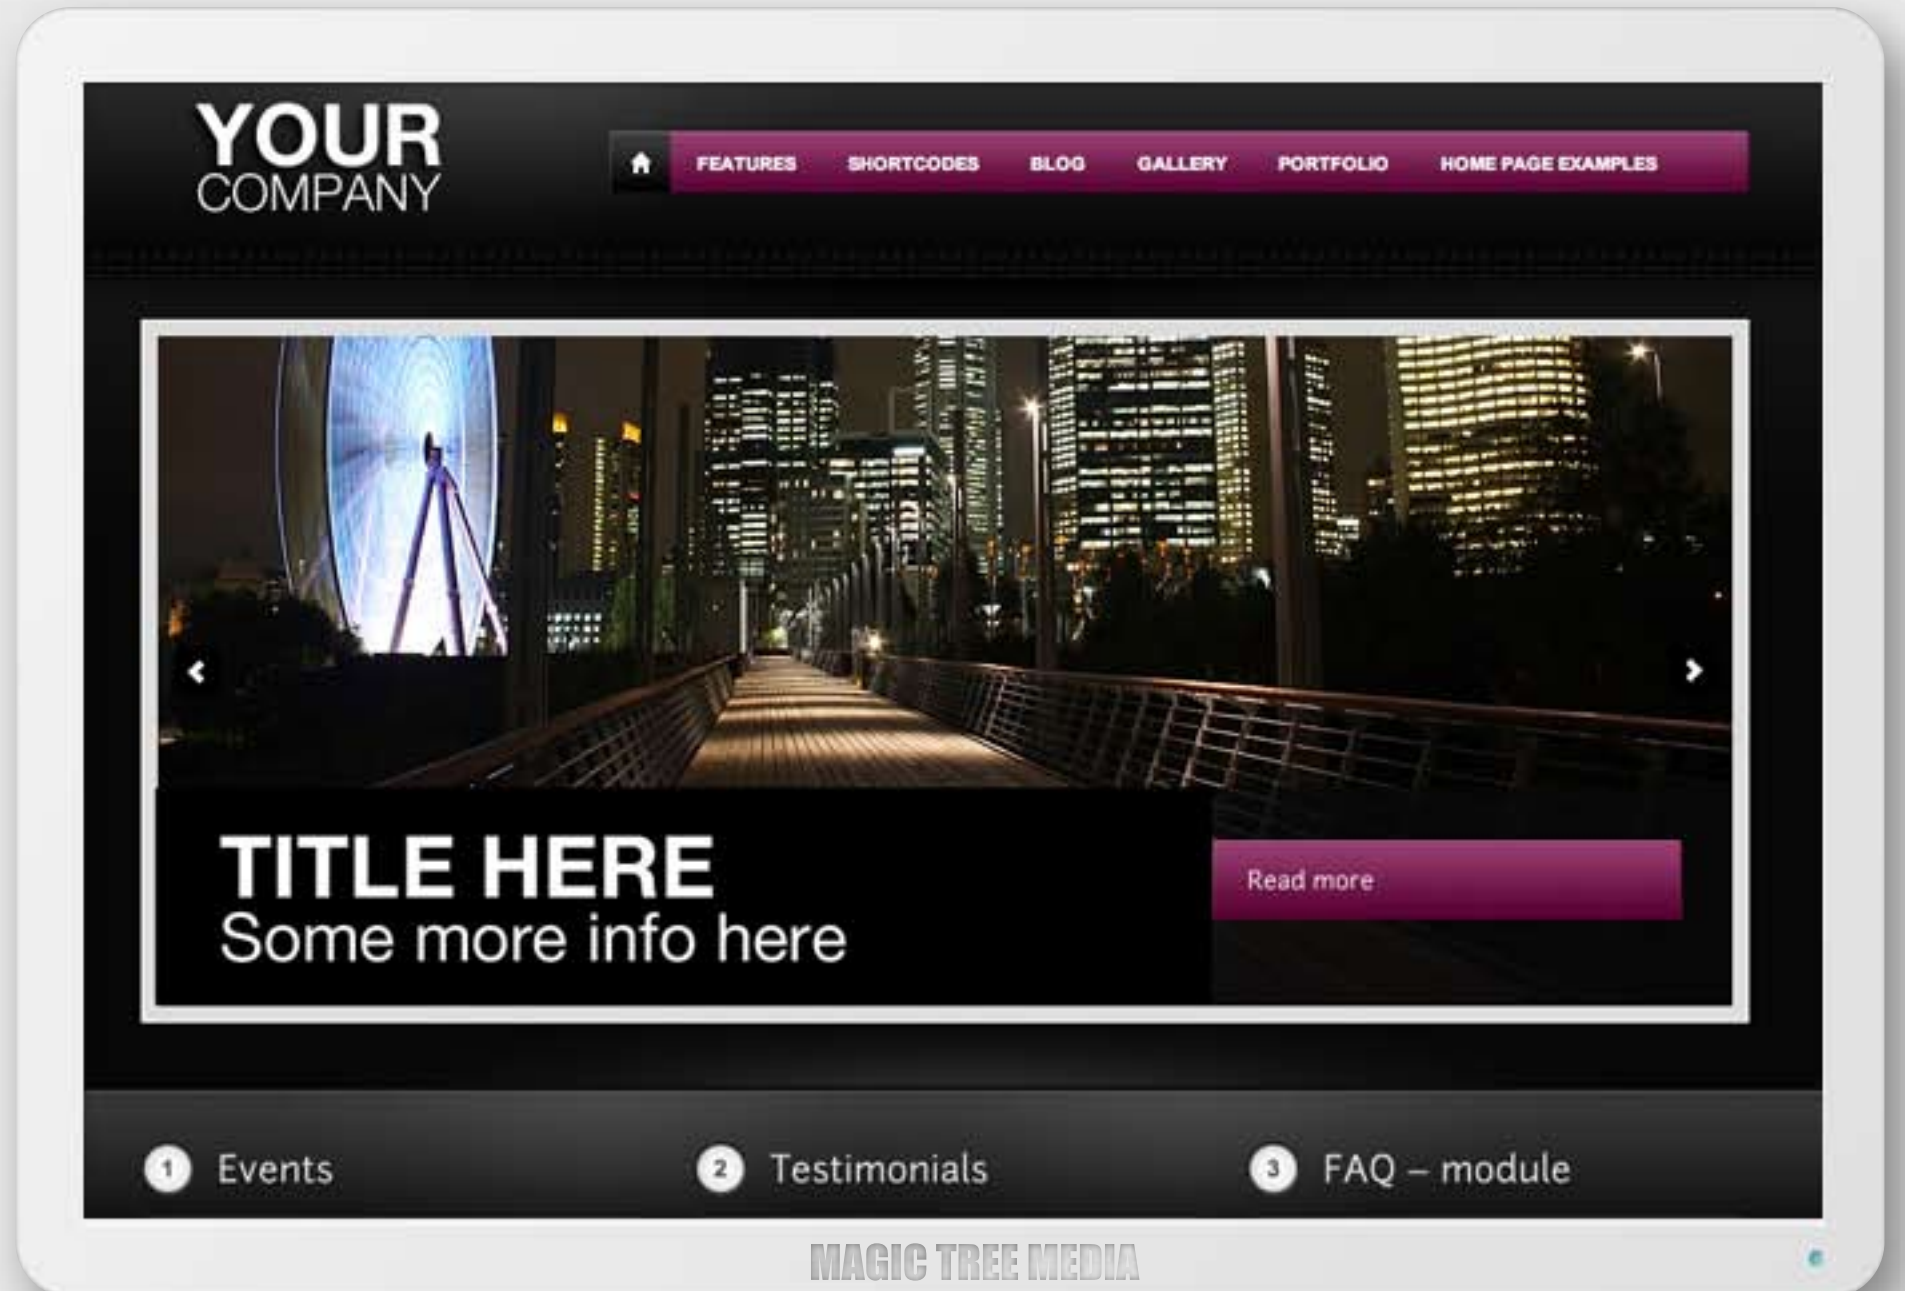 YOUR
COMPANY
FEATURES SHORTCODES BLOG GALLERY PORTFOLIO HOME PAGE EXAMPLES
TITLE HERE
Some more info here
Read more
1 Events 2 Testimonials 3 FAQ – module
MAGIC TREE MEDIA